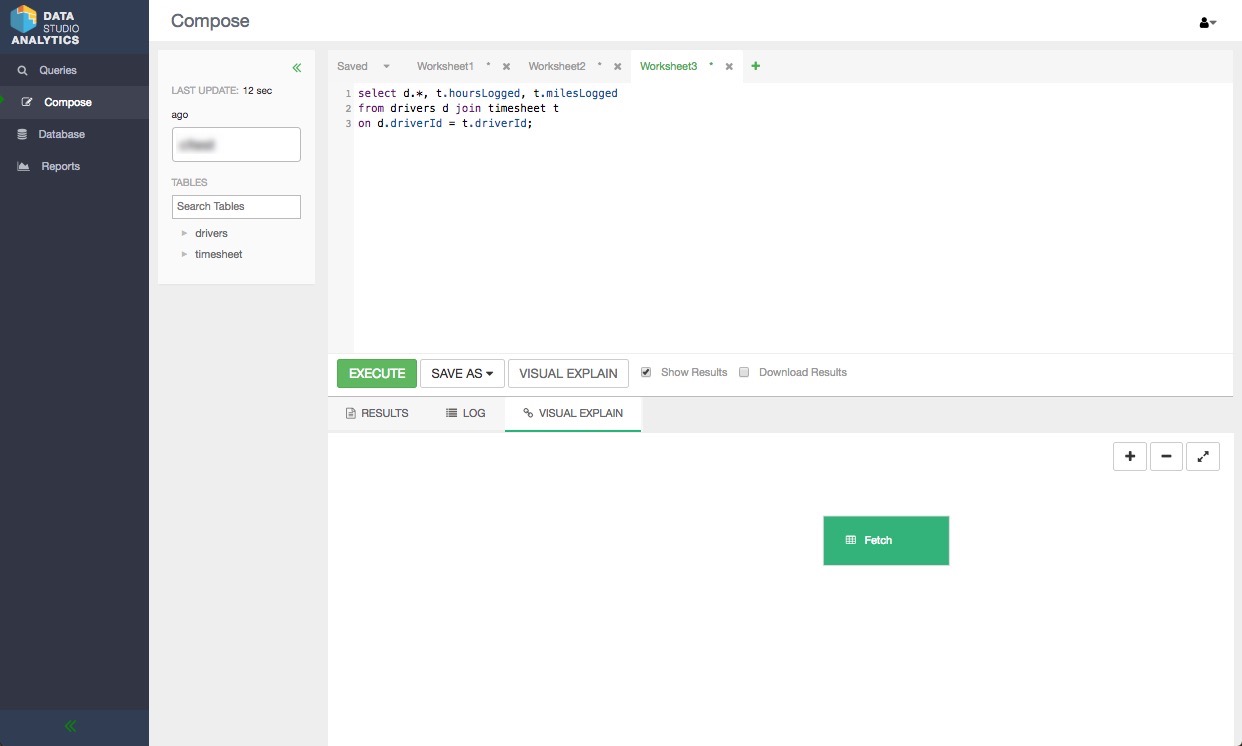 DATA
STUDIO
ANALYTICS
Queries
Compose
Database
Reports
Compose
LAST UPDATE: 12 sec
ago
TABLES
Search Tables
drivers
timesheet
Saved Worksheet1 * Worksheet2 * Worksheet3 *
1 select d.*, t.hoursLogged, t.milesLogged
2 from drivers d join timesheet t
3 on d.driverId = t.driverId;
EXECUTE SAVE AS VISUAL EXPLAIN Show Results Download Results
RESULTS LOG VISUAL EXPLAIN
Fetch